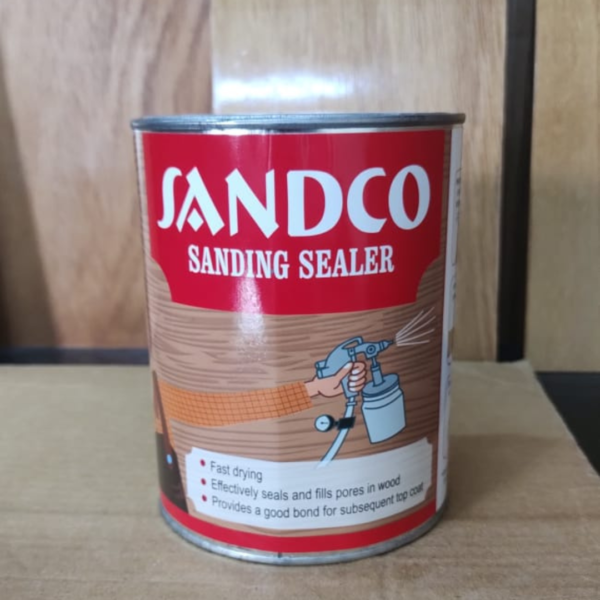 SANDCO
SANDING SEALER
• Fast drying
• Effectively seals and fills pores in wood
• Provides a good bond for subsequent top coat